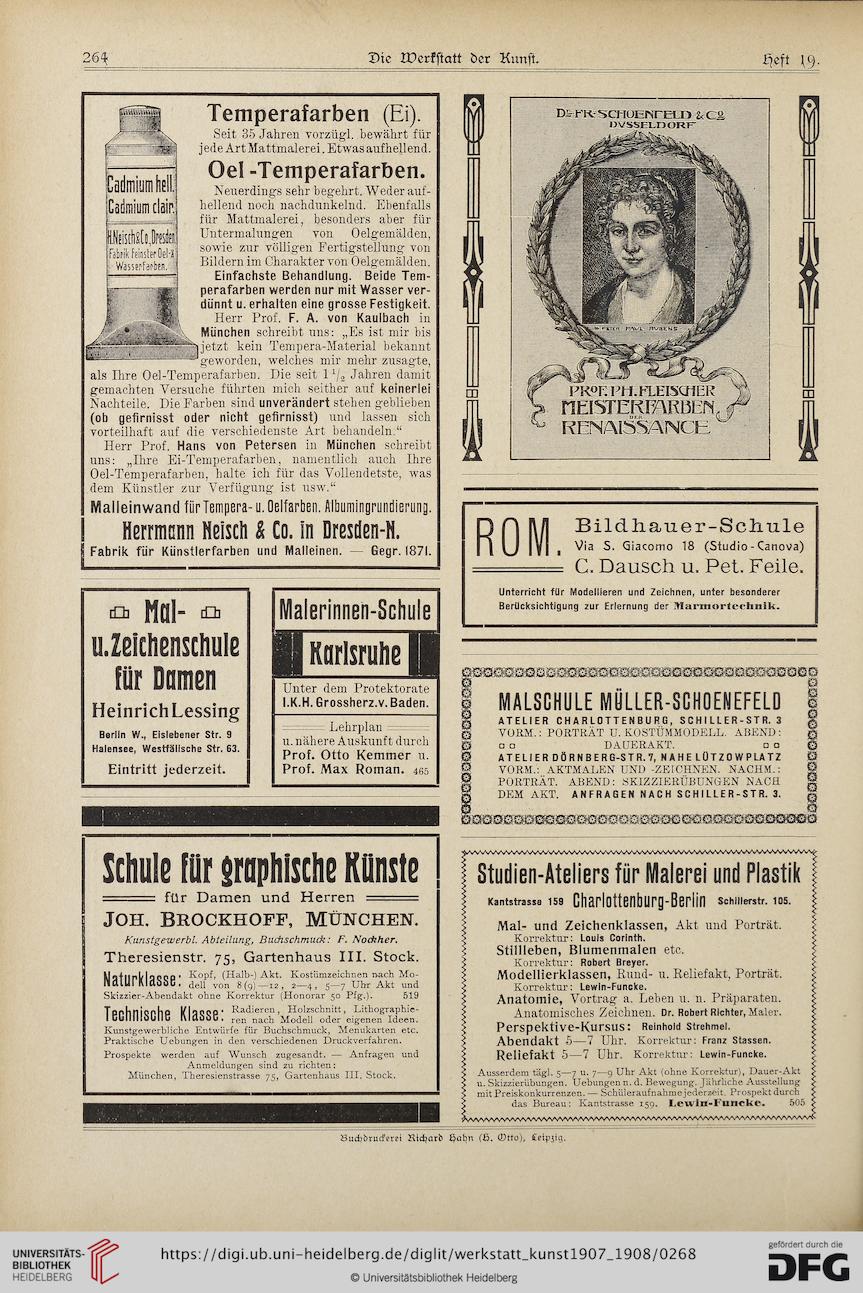 264
Die Werkstatt der Kunst.
Heft 19.
Temperafarben (Ei).
Seit 35 Jahren vorzügl. bewährt für
jede Art Mattmalerei. Etwas aufhellend.
Oel-Temperafarben.
Neuerdings sehr begehrt. Weder auf-
hellend noch nachdunkelnd. Ebenfalls
für Mattmalerei, besonders aber für
Untermalungen von Oelgemälden,
sowie zur völligen Fertigstellung von
Bildern im Charakter von Oelgemälden.
Einfachste Behandlung. Beide Tem-
perafarben werden nur mit Wasser ver-
dünnt u. erhalten eine grosse Festigkeit.
Herr Prof. F. A. von Kaulbach in
München schreibt uns: „Es ist mir bis
jetzt kein Tempera-Material bekannt
geworden, welches mir mehr zusagte,
als Ihre Oel-Temperafarben. Die seit 1 1/2 Jahren damit
gemachten Versuche führten mich seither auf keinerlei
Nachteile. Die Farben sind unverändert stehen geblieben
(ob gefirnisst oder nicht gefirnisst) und lassen sich
vorteilhaft auf die verschiedenste Art behandeln.“
Herr Prof. Hans von Petersen in München schreibt
uns: „Ihre Ei-Temperafarben, namentlich auch Ihre
Oel-Temperafarben, halte ich für das Vollendetste, was
dem Künstler zur Verfügung ist usw.“
Malleinwand für Tempera- u. Oelfarben. Albumingrundierung.
Herrmann Neisch & Co. in Dresden-N.
Fabrik für Künstlerfarben und Malleinen. — Gegr. 1871.
Cadmium hell.
Cadmium clair.
H. Neisch & Co., Dresden
Fabrik feinster Oel- &
Wasserfarben.
Dr. FR. SCHOENFELD & Co
DVSSELDORF
PETER PAUL RUBENS
PROF. PH. FLEISCHER
MEISTERFARBEN
DER
RENAISSANCE
ROM.
Bildhauer-Schule
Via S. Giacomo 18 (Studio-Canova)
C. Dausch u. Pet. Feile.
Unterricht für Modellieren und Zeichnen, unter besonderer
Berücksichtigung zur Erlernung der Marmortechnik.
Mal-
u. Zeichenschule
für Damen
Heinrich Lessing
Berlin W., Eislebener Str. 9
Halensee, Westfälische Str. 63.
Eintritt jederzeit.
Malerinnen-Schule
Karlsruhe
Unter dem Protektorate
I. K. H. Grossherz. v. Baden.
Lehrplan
u. nähere Auskunft durch
Prof. Otto Kemmer u.
Prof. Max Roman. 465
MALSCHULE MÜLLER-SCHOENEFELD
ATELIER CHARLOTTENBURG, SCHILLER-STR. 3
VORM.: PORTRÄT U. KOSTÜMMODELL. ABEND:
DAUERAKT.
ATELIER DÖRNBERG-STR. 7, NAHE LÜTZOWPLATZ
VORM.: AKTMALEN UND -ZEICHNEN. NACHM.:
PORTRÄT. ABEND: SKIZZIERÜBUNGEN NACH
DEM AKT. ANFRAGEN NACH SCHILLER-STR. 3.
Schule für graphische Künste
für Damen und Herren
JOH. BROCKHOFF, MÜNCHEN.
Kunstgewerbl. Abteilung, Buchschmuck: F. Nockher.
Theresienstr. 75, Gartenhaus III. Stock.
Naturklasse: Kopf, (Halb-) Akt. Kostümzeichnen nach Mo-
dell von 8(9)—12, 2—4, 5—7 Uhr Akt und
Skizzier-Abendakt ohne Korrektur (Honorar 50 Pfg.). 519
Technische Klasse: Radieren, Holzschnitt, Lithographie-
ren nach Modell oder eigenen Ideen.
Kunstgewerbliche Entwürfe für Buchschmuck, Menukarten etc.
Praktische Uebungen in den verschiedenen Druckverfahren.
Prospekte werden auf Wunsch zugesandt. — Anfragen und
Anmeldungen sind zu richten:
München, Theresienstrasse 75, Gartenhaus III. Stock.
Studien-Ateliers für Malerei und Plastik
Kantstrasse 159 Charlottenburg-Berlin Schillerstr. 105.
Mal- und Zeichenklassen, Akt und Porträt.
Korrektur: Louis Corinth.
Stillleben, Blumenmalen etc.
Korrektur: Robert Breyer.
Modellierklassen, Rund- u. Reliefakt, Porträt.
Korrektur: Lewin-Funcke.
Anatomie, Vortrag a. Leben u. n. Präparaten.
Anatomisches Zeichnen. Dr. Robert Richter, Maler.
Perspektive-Kursus: Reinhold Strehmel.
Abendakt 5—7 Uhr. Korrektur: Franz Stassen.
Reliefakt 5—7 Uhr. Korrektur: Lewin-Funcke.
Ausserdem tägl. 5—7 u. 7—9 Uhr Akt (ohne Korrektur), Dauer-Akt
u. Skizzierübungen. Uebungen n. d. Bewegung. Jährliche Ausstellung
mit Preiskonkurrenzen. — Schüleraufnahme jederzeit. Prospekt durch
das Bureau: Kantstrasse 159. Lewin-Funcke. 505
Buchdruckerei Richard Hahn (H. Otto), Leipzig.
UNIVERSITÄTS-
BIBLIOTHEK
HEIDELBERG
https://digi.ub.uni-heidelberg.de/diglit/werkstatt_kunst1907_1908/0268
© Universitätsbibliothek Heidelberg
gefördert durch die
DFG